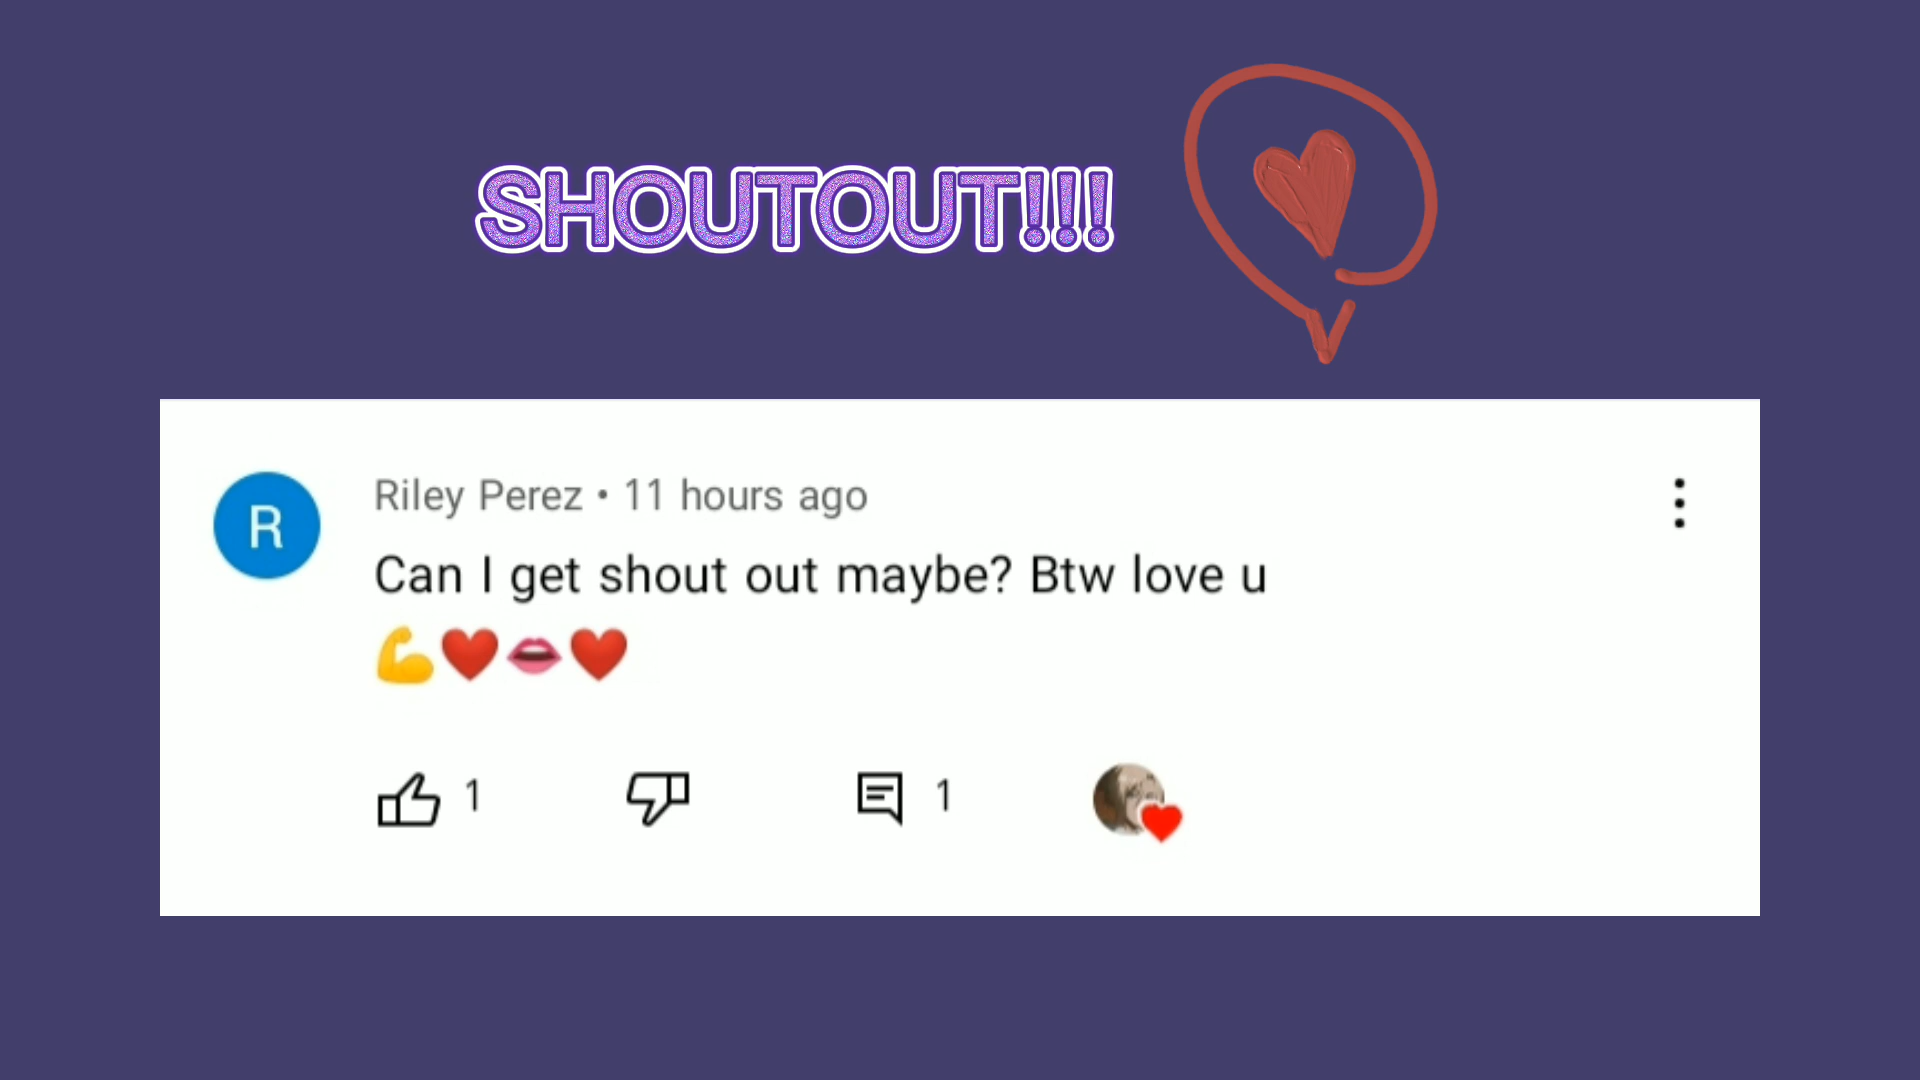 SHOUTOUT!!!
R
Riley Perez • 11 hours ago
Can I get shout out maybe? Btw love u
💪❤️👄❤️
1
1